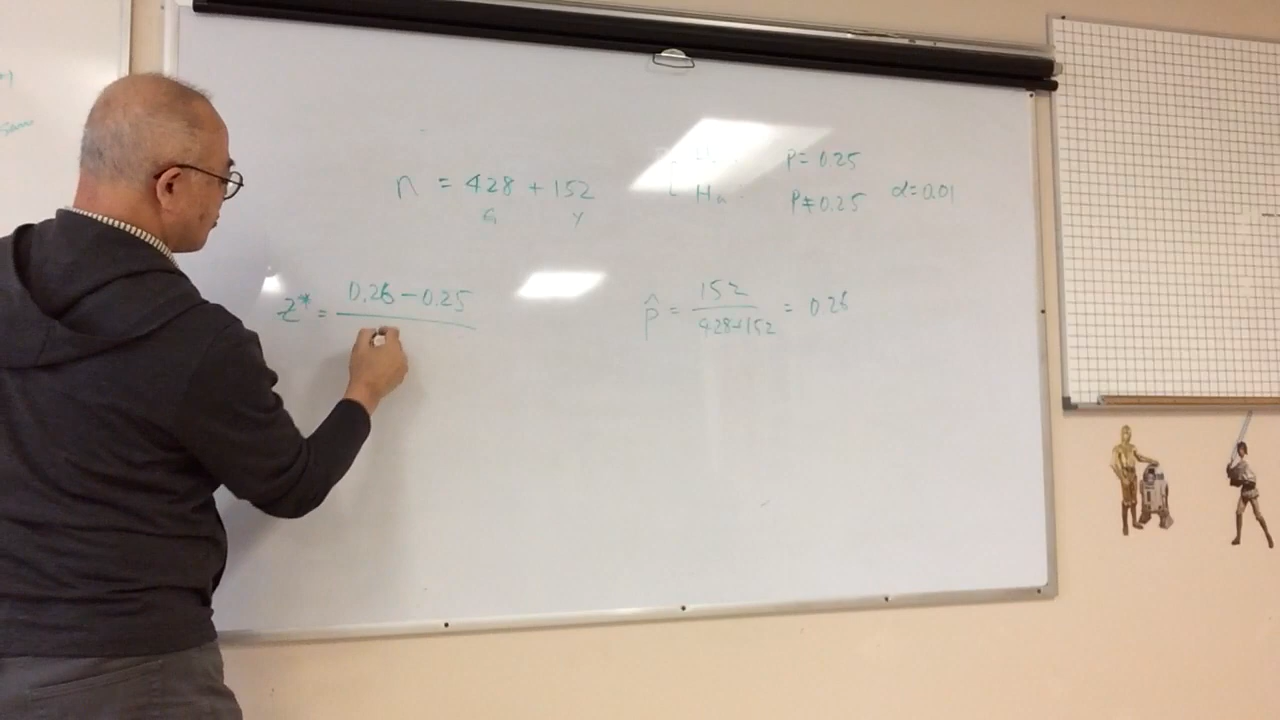 n = 428 + 152
G Y
P = 0.25
Ha: P ≠ 0.25 α = 0.01
z* = 0.26 - 0.25
p̂ = 152 / 428+152 = 0.26